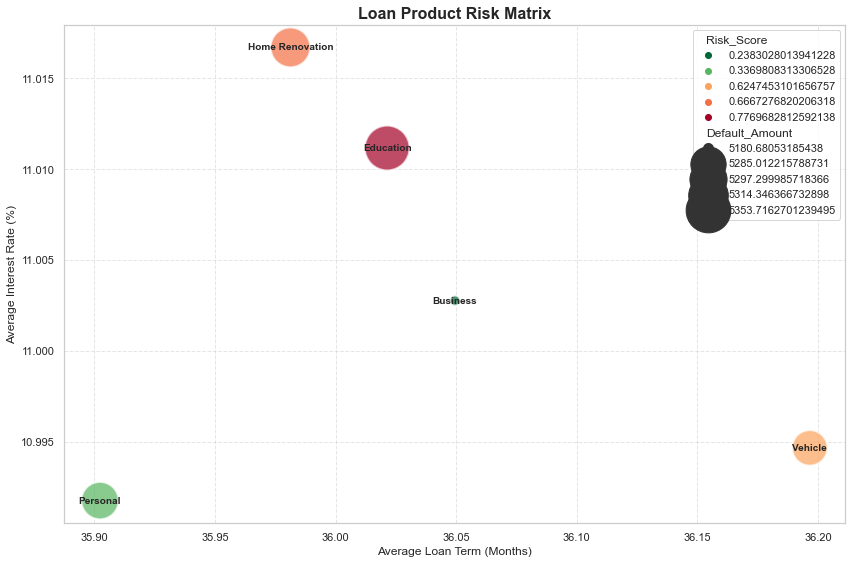 Loan Product Risk Matrix
Risk_Score
0.2383028013941228
0.3369808313306528
0.6247453101656757
0.6667276820206318
0.7769682812592138
Default_Amount
5180.68053185438
5285.012215788731
5297.299985718366
5314.346366732898
5353.7162701239495
Home Renovation
Education
Business
Vehicle
Personal
Average Interest Rate (%)
11.015
11.010
11.005
11.000
10.995
35.90
35.95
36.00
36.05
36.10
36.15
36.20
Average Loan Term (Months)